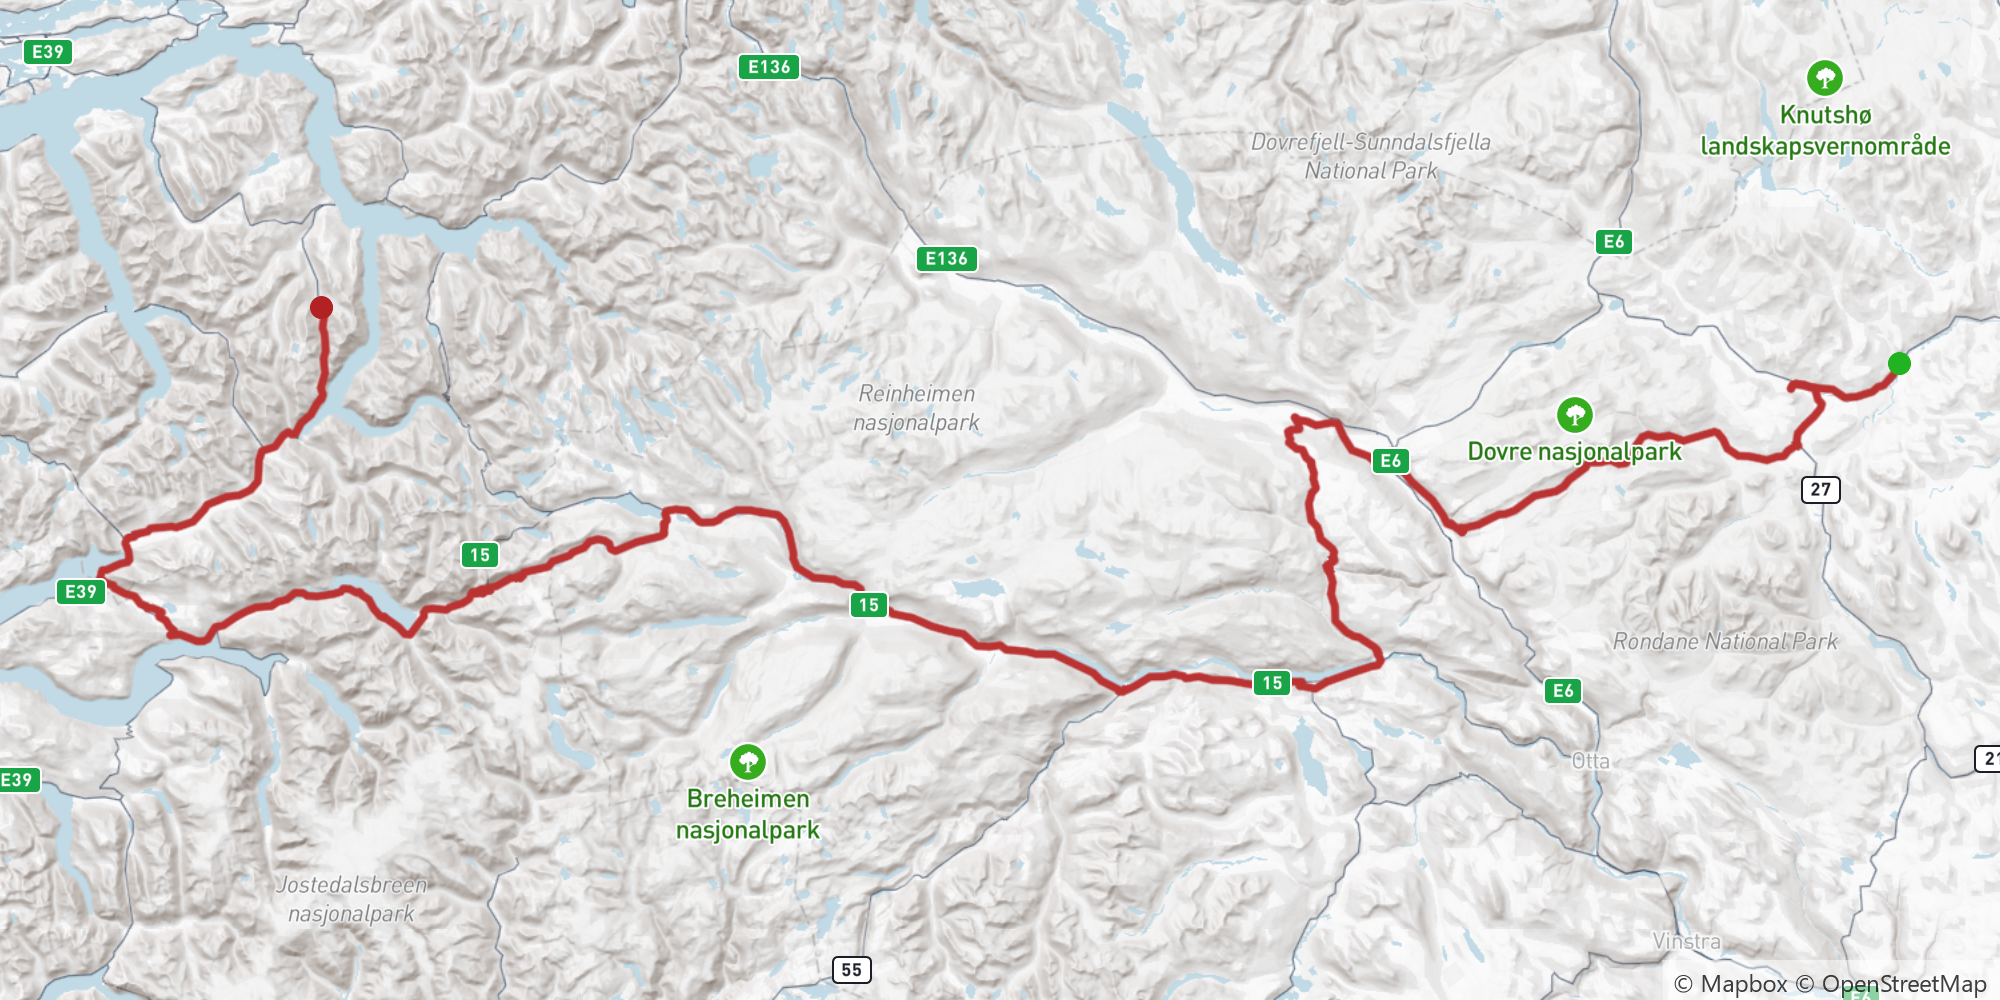 E39
E136
Knutshø
landskapsvernområde
Dovrefjell-Sunndalsfjella
National Park
E6
E136
Reinheimen
nasjonalpark
Dovre nasjonalpark
E6
27
15
E39
15
Rondane National Park
15
E6
Otta
21
E39
Breheimen
nasjonalpark
Jostedalsbreen
nasjonalpark
Vinstra
55
© Mapbox © OpenStreetMap
E6